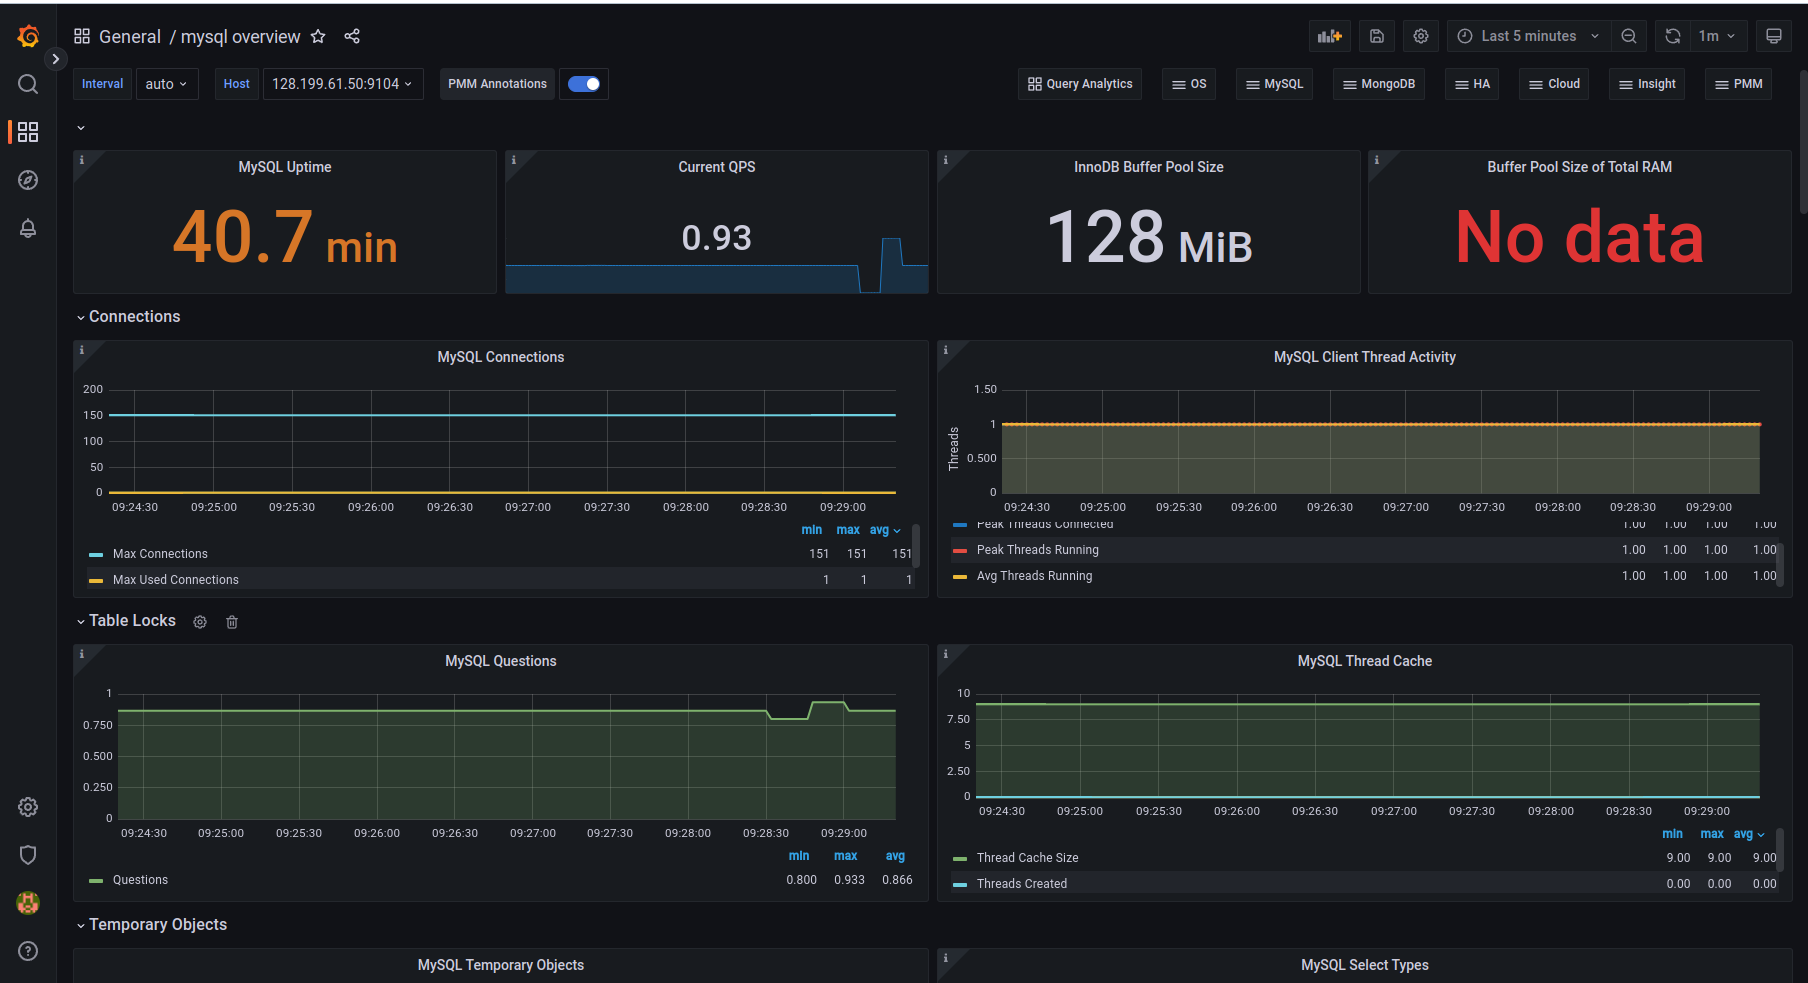 General / mysql overview
Last 5 minutes
1m
Interval auto Host 128.199.61.50:9104 PMM Annotations
Query Analytics OS MySQL MongoDB HA Cloud Insight PMM
MySQL Uptime
40.7 min
Current QPS
0.93
InnoDB Buffer Pool Size
128 MiB
Buffer Pool Size of Total RAM
No data
Connections
MySQL Connections
200
150
100
50
0
09:24:30 09:25:00 09:25:30 09:26:00 09:26:30 09:27:00 09:27:30 09:28:00 09:28:30 09:29:00
min max avg
Max Connections 151 151 151
Max Used Connections 1 1 1
MySQL Client Thread Activity
Threads
1.50
1
0.500
0
09:24:30 09:25:00 09:25:30 09:26:00 09:26:30 09:27:00 09:27:30 09:28:00 09:28:30 09:29:00
Peak Threads Connected 1.00 1.00 1.00 1.00
Peak Threads Running 1.00 1.00 1.00 1.00
Avg Threads Running 1.00 1.00 1.00 1.00
Table Locks
MySQL Questions
1
0.750
0.500
0.250
0
09:24:30 09:25:00 09:25:30 09:26:00 09:26:30 09:27:00 09:27:30 09:28:00 09:28:30 09:29:00
min max avg
Questions 0.800 0.933 0.866
MySQL Thread Cache
10
7.50
5
2.50
0
09:24:30 09:25:00 09:25:30 09:26:00 09:26:30 09:27:00 09:27:30 09:28:00 09:28:30 09:29:00
min max avg
Thread Cache Size 9.00 9.00 9.00
Threads Created 0.00 0.00 0.00
Temporary Objects
MySQL Temporary Objects
MySQL Select Types